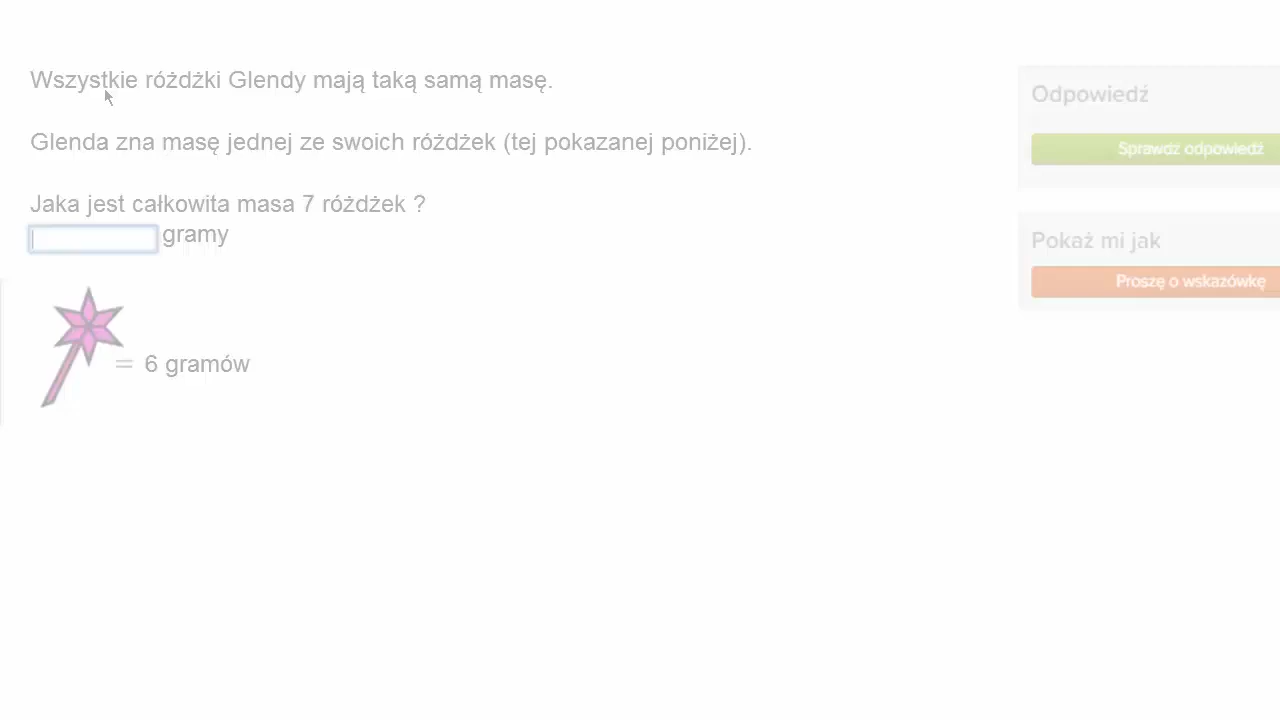 Wszystkie różdżki Glendy mają taką samą masę.
Glenda zna masę jednej ze swoich różdżek (tej pokazanej poniżej).
Jaka jest całkowita masa 7 różdżek ?
gramy
= 6 gramów
Odpowiedź
Sprawdź odpowiedź
Pokaż mi jak
Proszę o wskazówkę